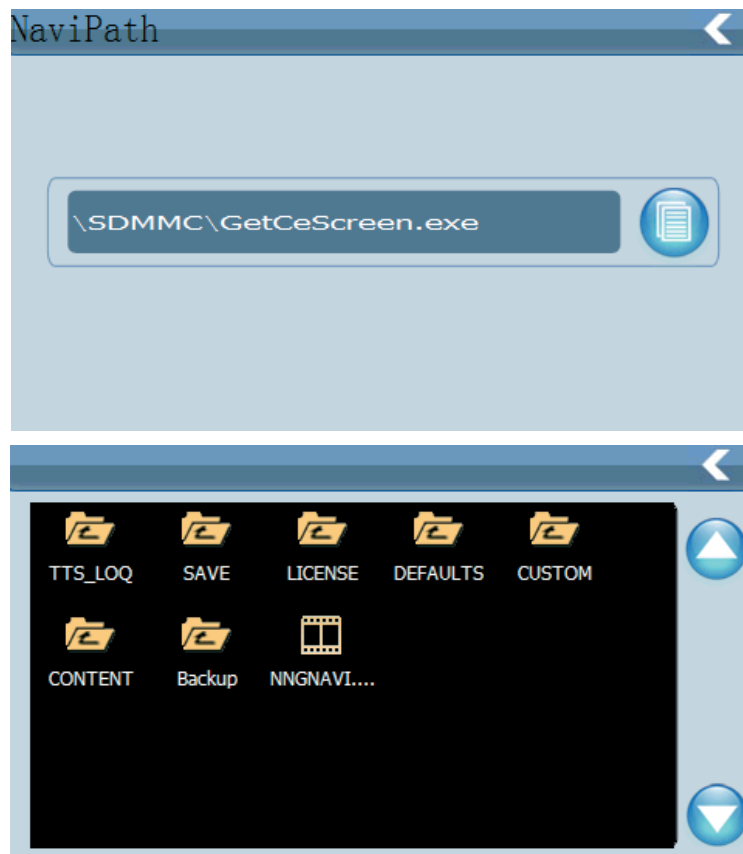 NaviPath
\SDMMC\GetCeScreen.exe
TTS_LOQ SAVE LICENSE DEFAULTS CUSTOM
CONTENT Backup NNGNAVI....